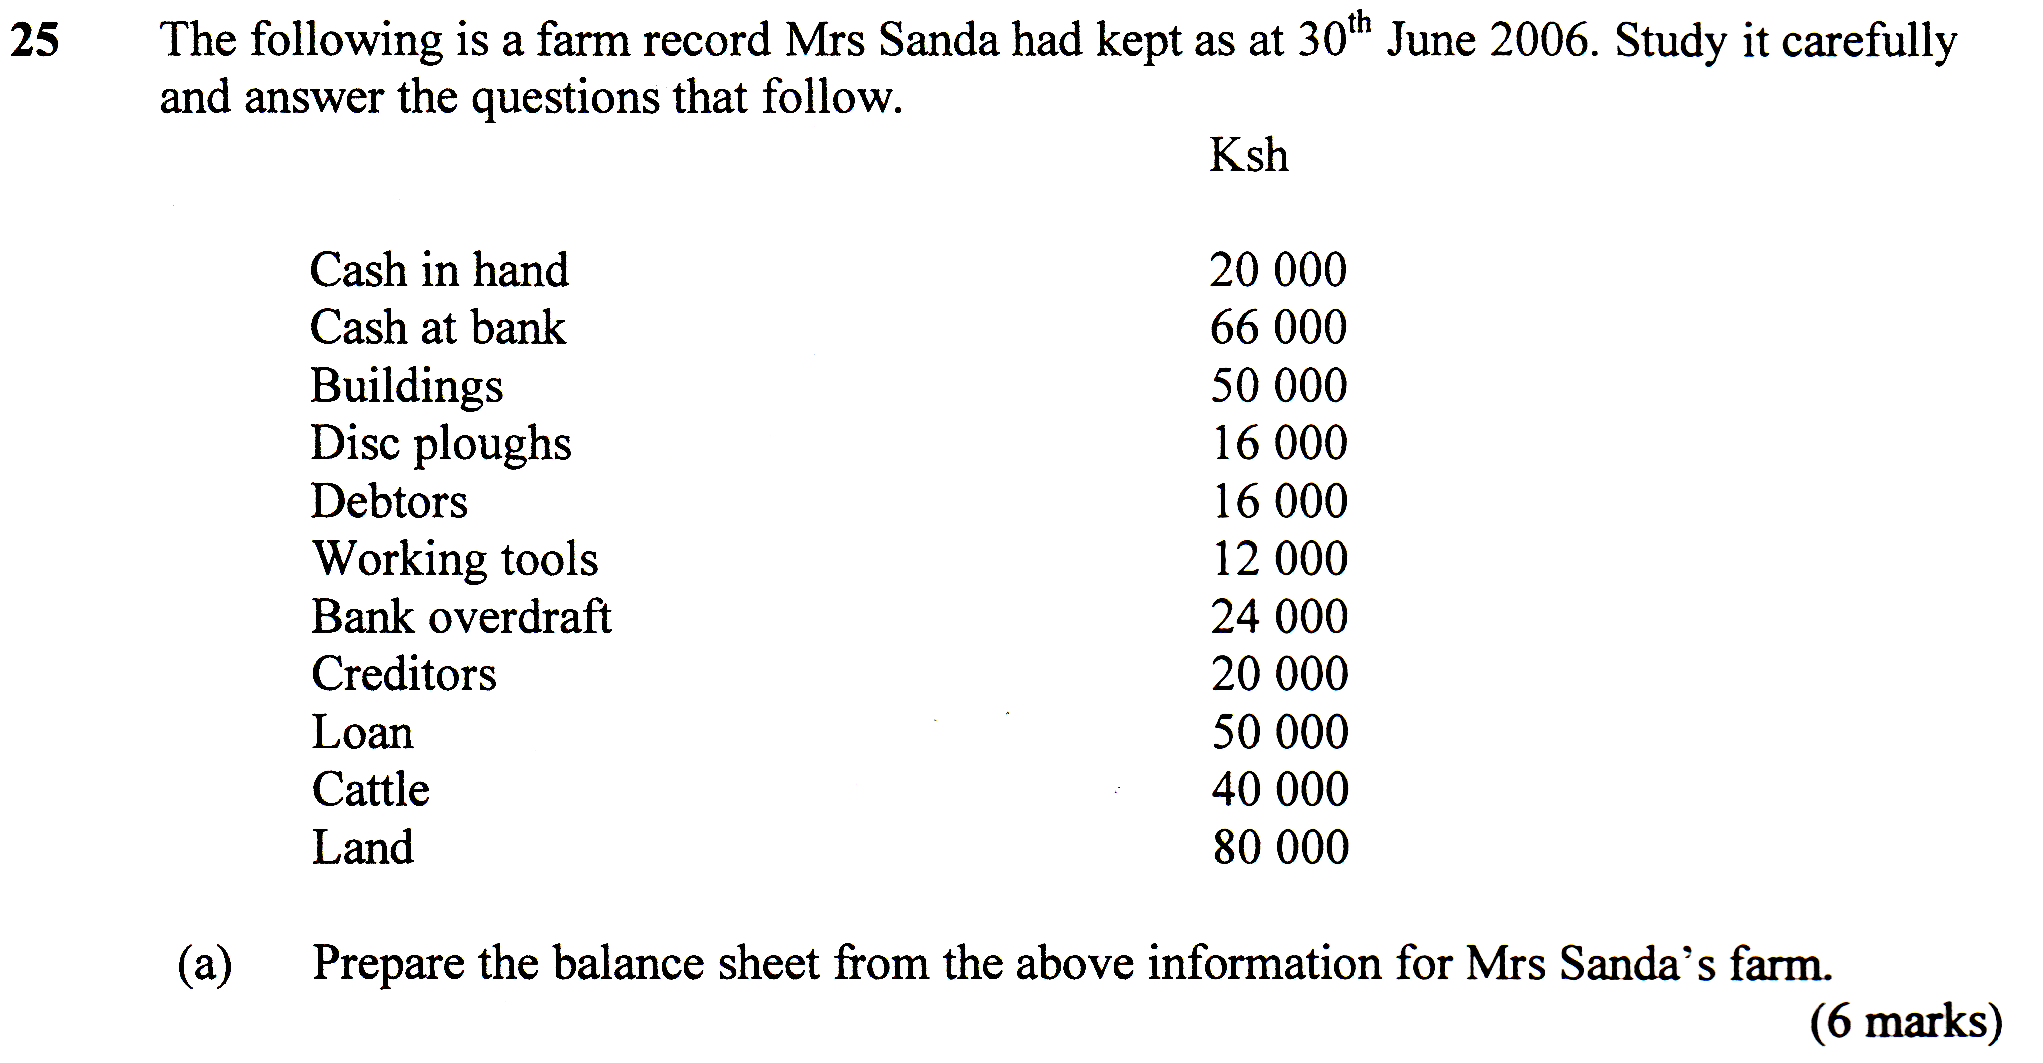 25 The following is a farm record Mrs Sanda had kept as at 30th June 2006. Study it carefully
and answer the questions that follow.
Ksh
Cash in hand 20 000
Cash at bank 66 000
Buildings 50 000
Disc ploughs 16 000
Debtors 16 000
Working tools 12 000
Bank overdraft 24 000
Creditors 20 000
Loan 50 000
Cattle 40 000
Land 80 000
(a) Prepare the balance sheet from the above information for Mrs Sanda's farm.
(6 marks)